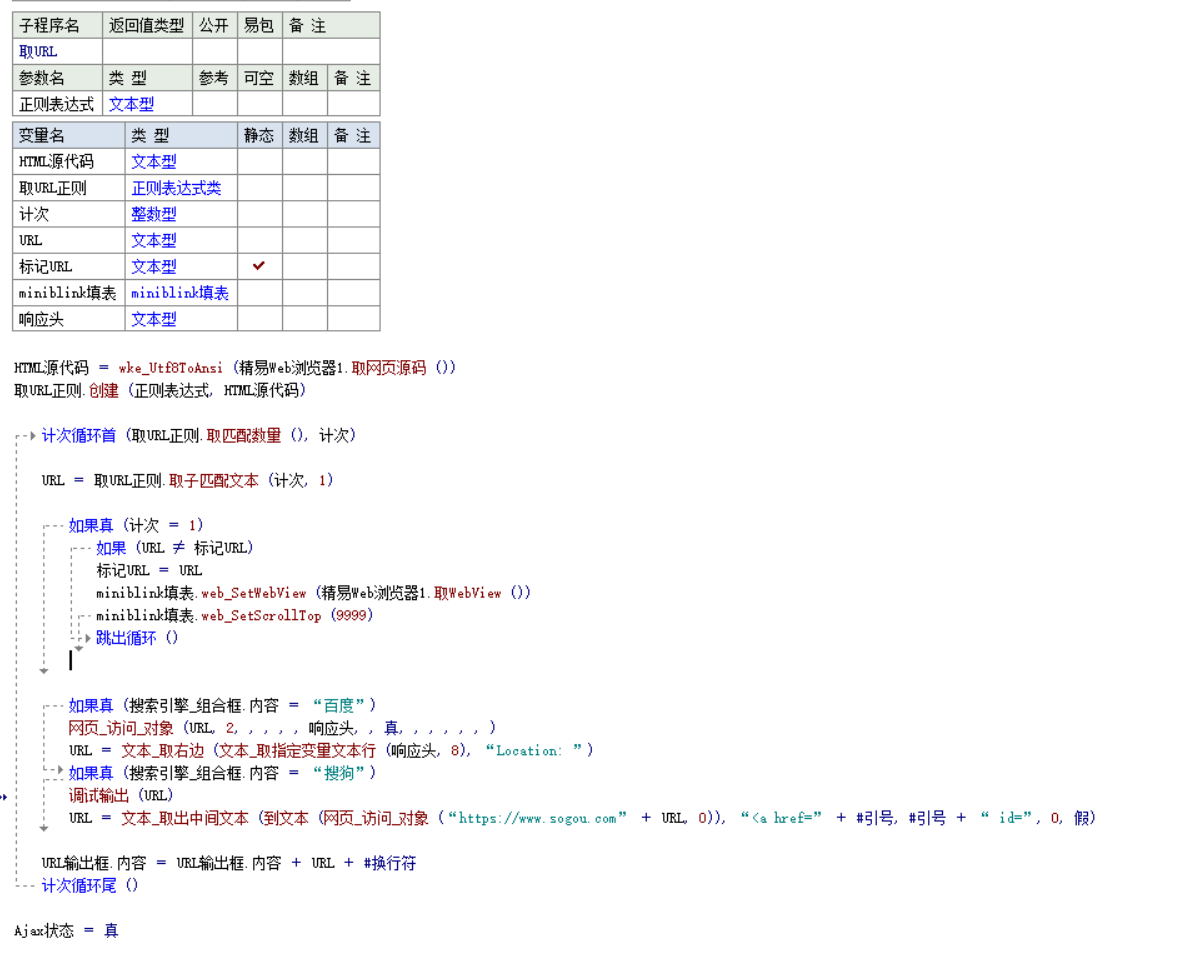 子程序名 返回值类型 公开 易包 备 注
取URL
参数名 类 型 参考 可空 数组 备 注
正则表达式 文本型
变量名 类 型 静态 数组 备 注
HTML源代码 文本型
取URL正则 正则表达式类
计次 整数型
URL 文本型
标记URL 文本型 ✓
miniblink填表 miniblink填表
响应头 文本型
HTML源代码 = wke_Utf8ToAnsi (精易Web浏览器1.取网页源码 ())
取URL正则.创建 (正则表达式, HTML源代码)
计次循环首 (取URL正则.取匹配数量 (), 计次)
URL = 取URL正则.取子匹配文本 (计次, 1)
如果真 (计次 = 1)
如果 (URL ≠ 标记URL)
标记URL = URL
miniblink填表.web_SetWebView (精易Web浏览器1.取WebView ())
miniblink填表.web_SetScrollTop (9999)
跳出循环 ()
如果真 (搜索引擎_组合框.内容 = “百度”)
网页_访问_对象 (URL, 2, , , , , 响应头, , 真, , , , , , )
URL = 文本_取右边 (文本_取指定变量文本行 (响应头, 8), “Location: ”)
如果真 (搜索引擎_组合框.内容 = “搜狗”)
调试输出 (URL)
URL = 文本_取出中间文本 (到文本 (网页_访问_对象 (“https://www.sogou.com” + URL, 0)), “<a href=” + #引号, #引号 + “ id=”, 0, 假)
URL输出框.内容 = URL输出框.内容 + URL + #换行符
计次循环尾 ()
Ajax状态 = 真